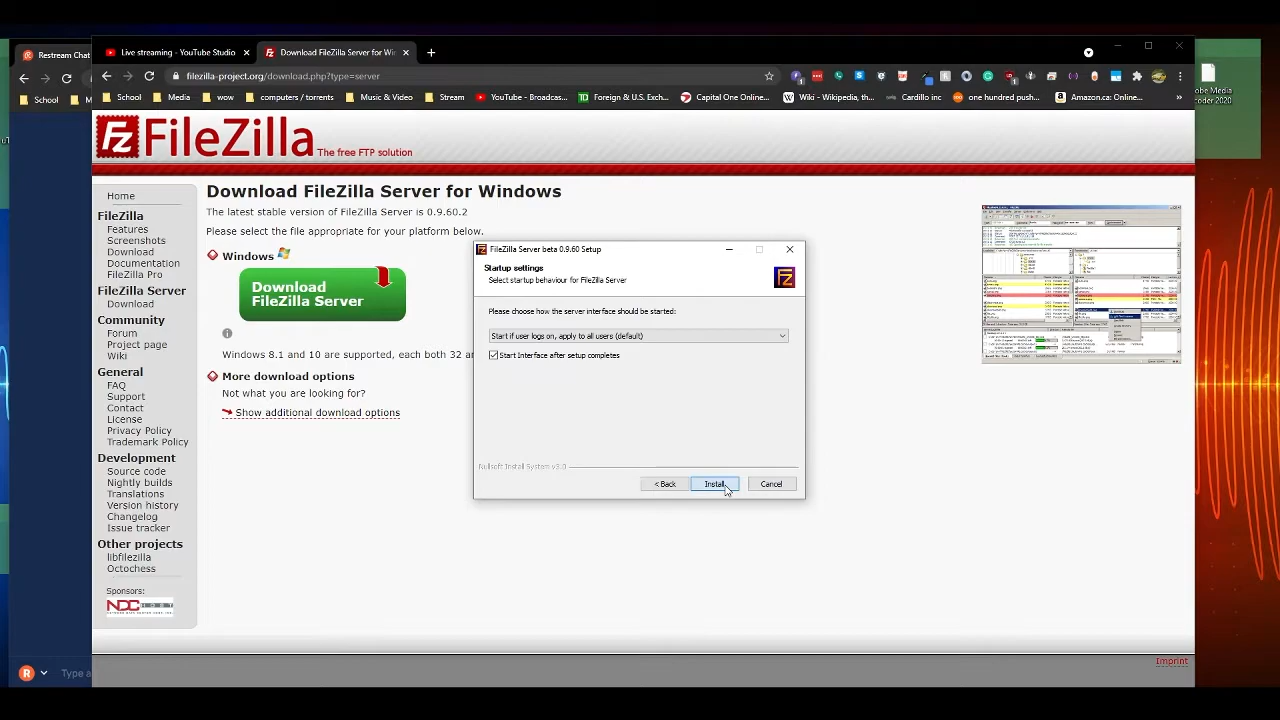 Restream Chat
Live streaming - YouTube Studio
Download FileZilla Server for Wi
filezilla-project.org/download.php?type=server
School
School
Media
wow
computers / trents
Music & Video
Stream
YouTube - Broadcas...
Foreign & U.S. Exch...
Capital One Online...
Wiki - Wikipedia, th...
Cardillo inc
one hundred push...
Amazon.ca: Online...
»
oder 2020
FileZilla
The free FTP solution
Home
FileZilla
Features
Screenshots
Download
Documentation
FileZilla Pro
FileZilla Server
Download
Community
Forum
Project page
Wiki
General
FAQ
Support
Contact
License
Privacy Policy
Trademark Policy
Development
Source code
Nightly builds
Translations
Version history
Changelog
Issue tracker
Other projects
libfilezilla
Octochess
Sponsors:
Download FileZilla Server for Windows
The latest stable version of FileZilla Server is 0.9.60.2
Please select the file appropriate for your platform below.
Windows
Download
FileZilla Server
Windows 8.1 and 10 are supported, each both 32 an
More download options
Not what you are looking for?
Show additional download options
FileZilla Server beta 0.9.60 Setup
Startup settings
Select startup behaviour for FileZilla Server
Please choose how the server interface should be started:
Start if user logs on, apply to all users (default)
Start Interface after setup completes
Nullsoft Install System v3.0
< Back
Install
Cancel
Imprint
Type a